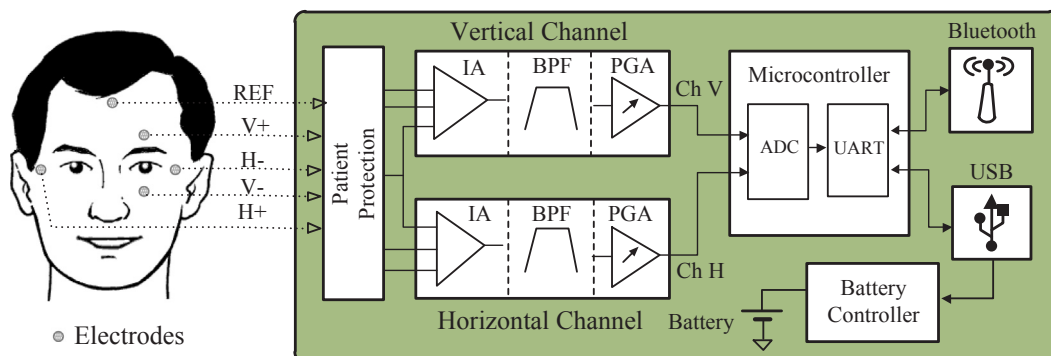 REF
V+
H-
V-
H+
Electrodes
Patient
Protection
Vertical Channel
IA
BPF
PGA
Ch V
IA
BPF
PGA
Ch H
Horizontal Channel
Microcontroller
ADC
UART
Bluetooth
USB
Battery
Battery
Controller